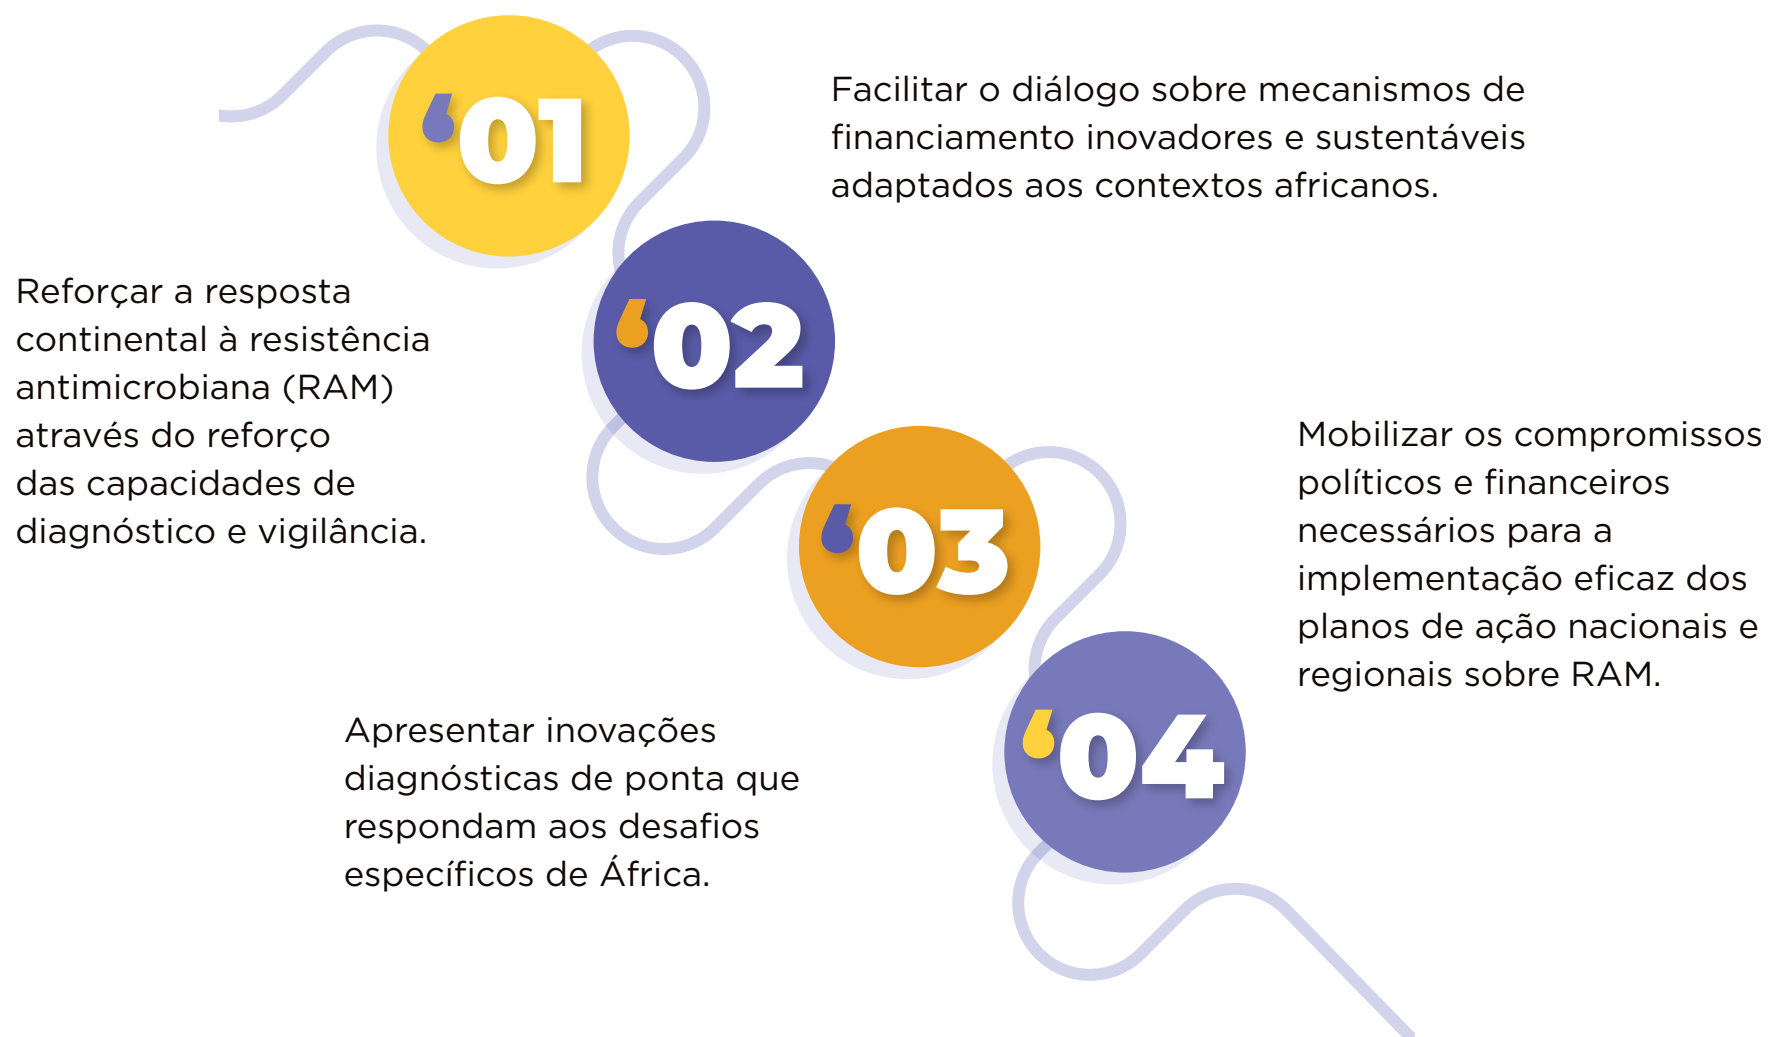 ‘01
Reforçar a resposta
continental à resistência
antimicrobiana (RAM)
através do reforço
das capacidades de
diagnóstico e vigilância.
‘02
Facilitar o diálogo sobre mecanismos de
financiamento inovadores e sustentáveis
adaptados aos contextos africanos.
‘03
Apresentar inovações
diagnósticas de ponta que
respondam aos desafios
específicos de África.
‘04
Mobilizar os compromissos
políticos e financeiros
necessários para a
implementação eficaz dos
planos de ação nacionais e
regionais sobre RAM.